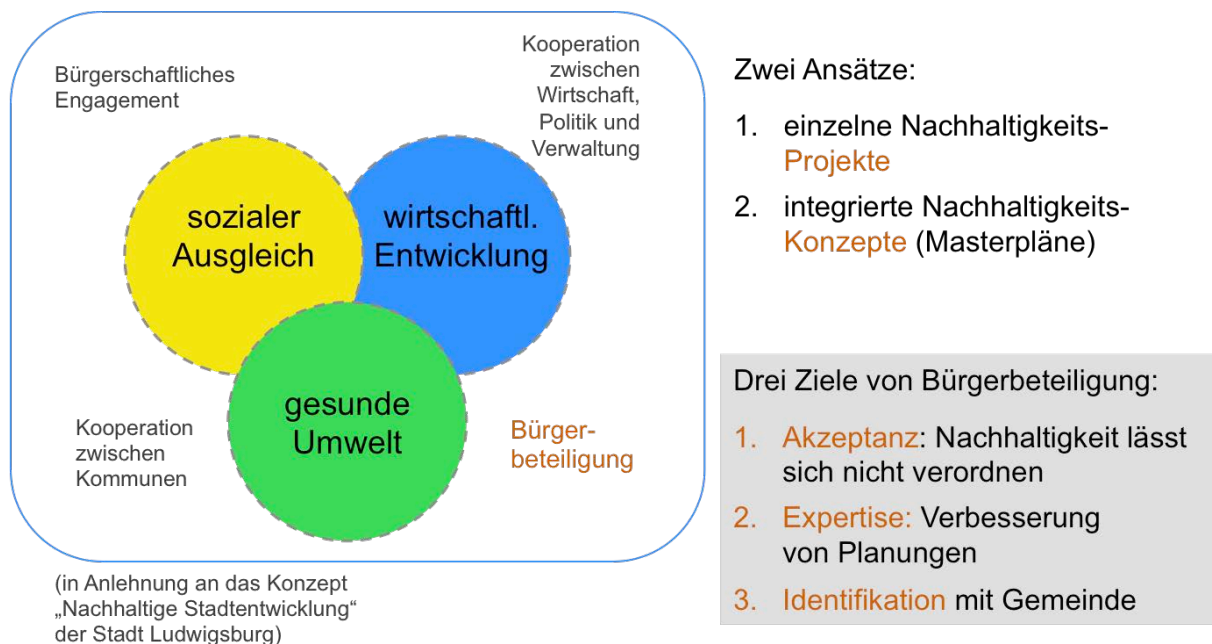 Bürgerschaftliches
Engagement
Kooperation
zwischen
Wirtschaft,
Politik und
Verwaltung
sozialer
Ausgleich
wirtschaftl.
Entwicklung
gesunde
Umwelt
Kooperation
zwischen
Kommunen
Bürger-
beteiligung
(in Anlehnung an das Konzept
„Nachhaltige Stadtentwicklung“
der Stadt Ludwigsburg)
Zwei Ansätze:
1. einzelne Nachhaltigkeits-
Projekte
2. integrierte Nachhaltigkeits-
Konzepte (Masterpläne)
Drei Ziele von Bürgerbeteiligung:
1. Akzeptanz: Nachhaltigkeit lässt
sich nicht verordnen
2. Expertise: Verbesserung
von Planungen
3. Identifikation mit Gemeinde